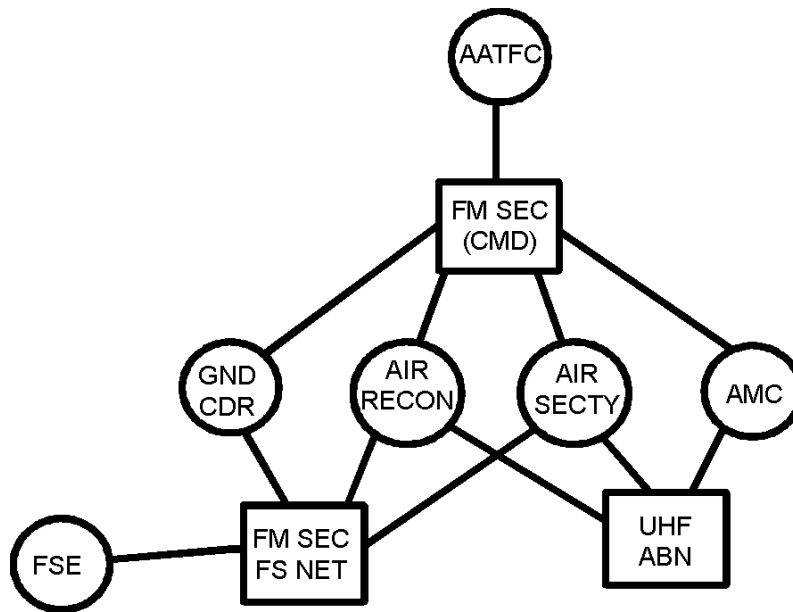 AATFC
FM SEC
(CMD)
GND
CDR
AIR
RECON
AIR
SECTY
AMC
FSE
FM SEC
FS NET
UHF
ABN